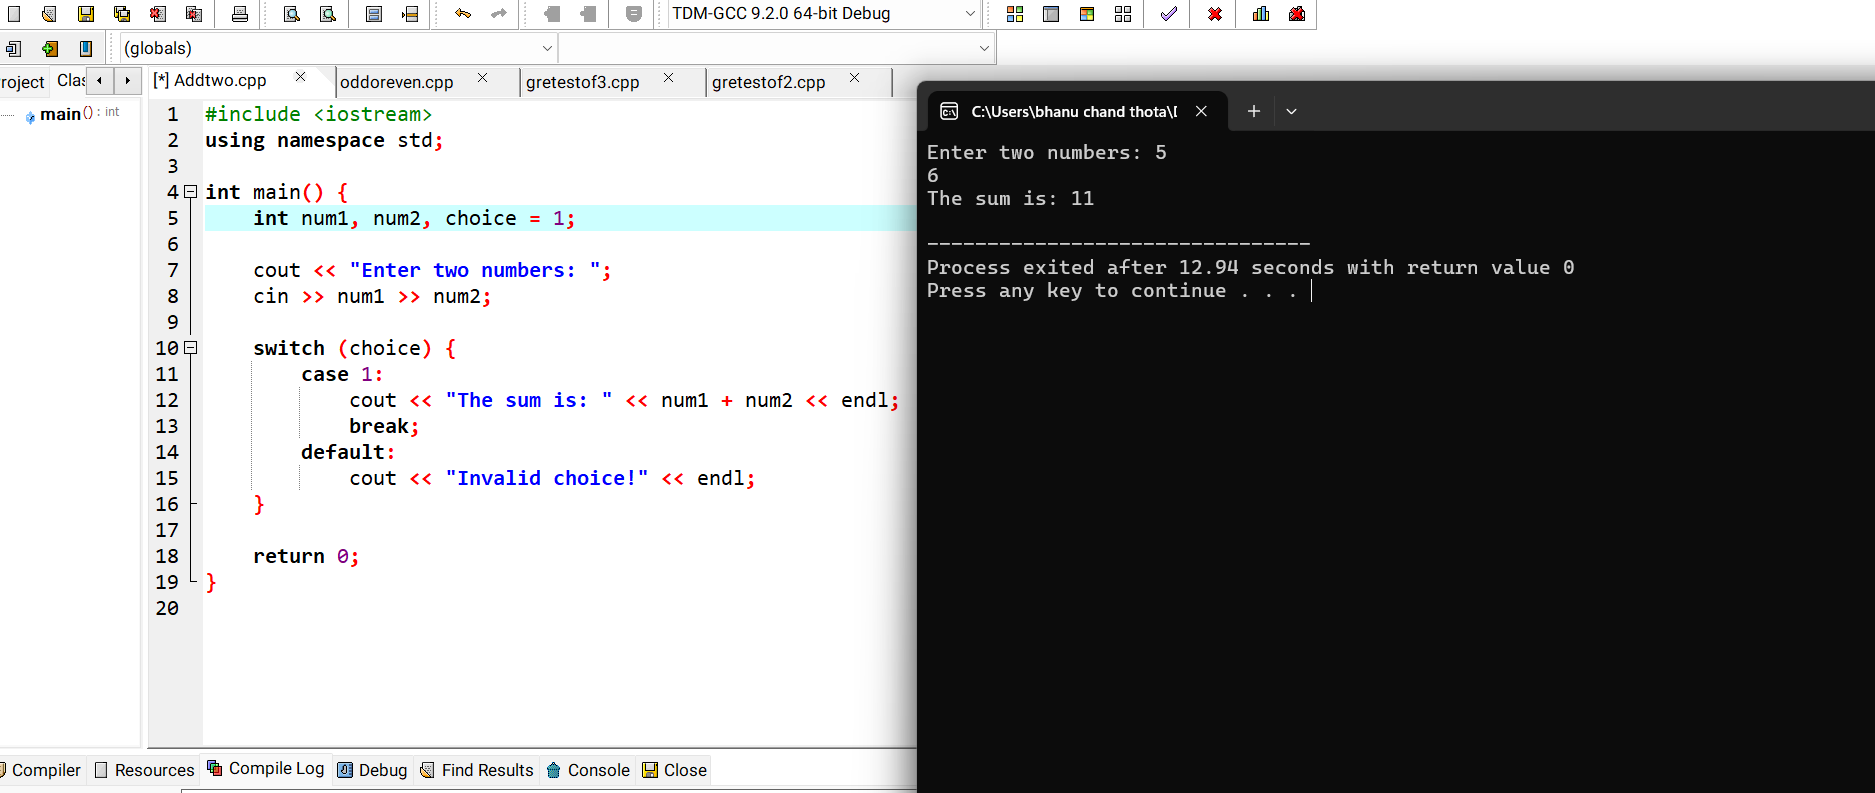 TDM-GCC 9.2.0 64-bit Debug
(globals)
roject Clas [*] Addtwo.cpp oddoreven.cpp gretestof3.cpp gretestof2.cpp
main() : int
1 #include <iostream>
2 using namespace std;
3
4 int main() {
5 int num1, num2, choice = 1;
6
7 cout << "Enter two numbers: ";
8 cin >> num1 >> num2;
9
10 switch (choice) {
11 case 1:
12 cout << "The sum is: " << num1 + num2 << endl;
13 break;
14 default:
15 cout << "Invalid choice!" << endl;
16 }
17
18 return 0;
19 }
20
C:\Users\bhanu chand thota\
Enter two numbers: 5
6
The sum is: 11
--------------------------------
Process exited after 12.94 seconds with return value 0
Press any key to continue . . .
Compiler Resources Compile Log Debug Find Results Console Close